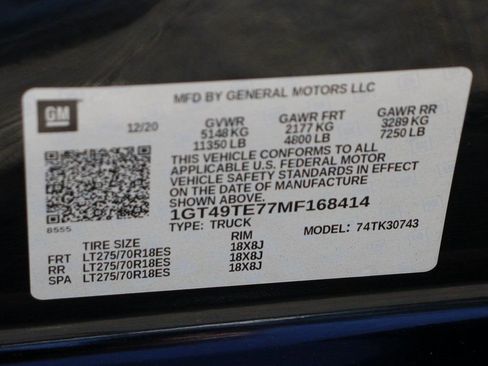 GM
MFD BY GENERAL MOTORS LLC
12/20 GVWR GAWR FRT GAWR RR
5148 KG 2177 KG 3289 KG
11350 LB 4800 LB 7250 LB
THIS VEHICLE CONFORMS TO ALL
APPLICABLE U.S. FEDERAL MOTOR
VEHICLE SAFETY STANDARDS IN EFFECT
ON THE DATE OF MANUFACTURE
SHOWN ABOVE.
1GT49TE77MF168414
8555
TYPE: TRUCK MODEL: 74TK30743
TIRE SIZE RIM
FRT LT275/70R18ES 18X8J
RR LT275/70R18ES 18X8J
SPA LT275/70R18ES 18X8J